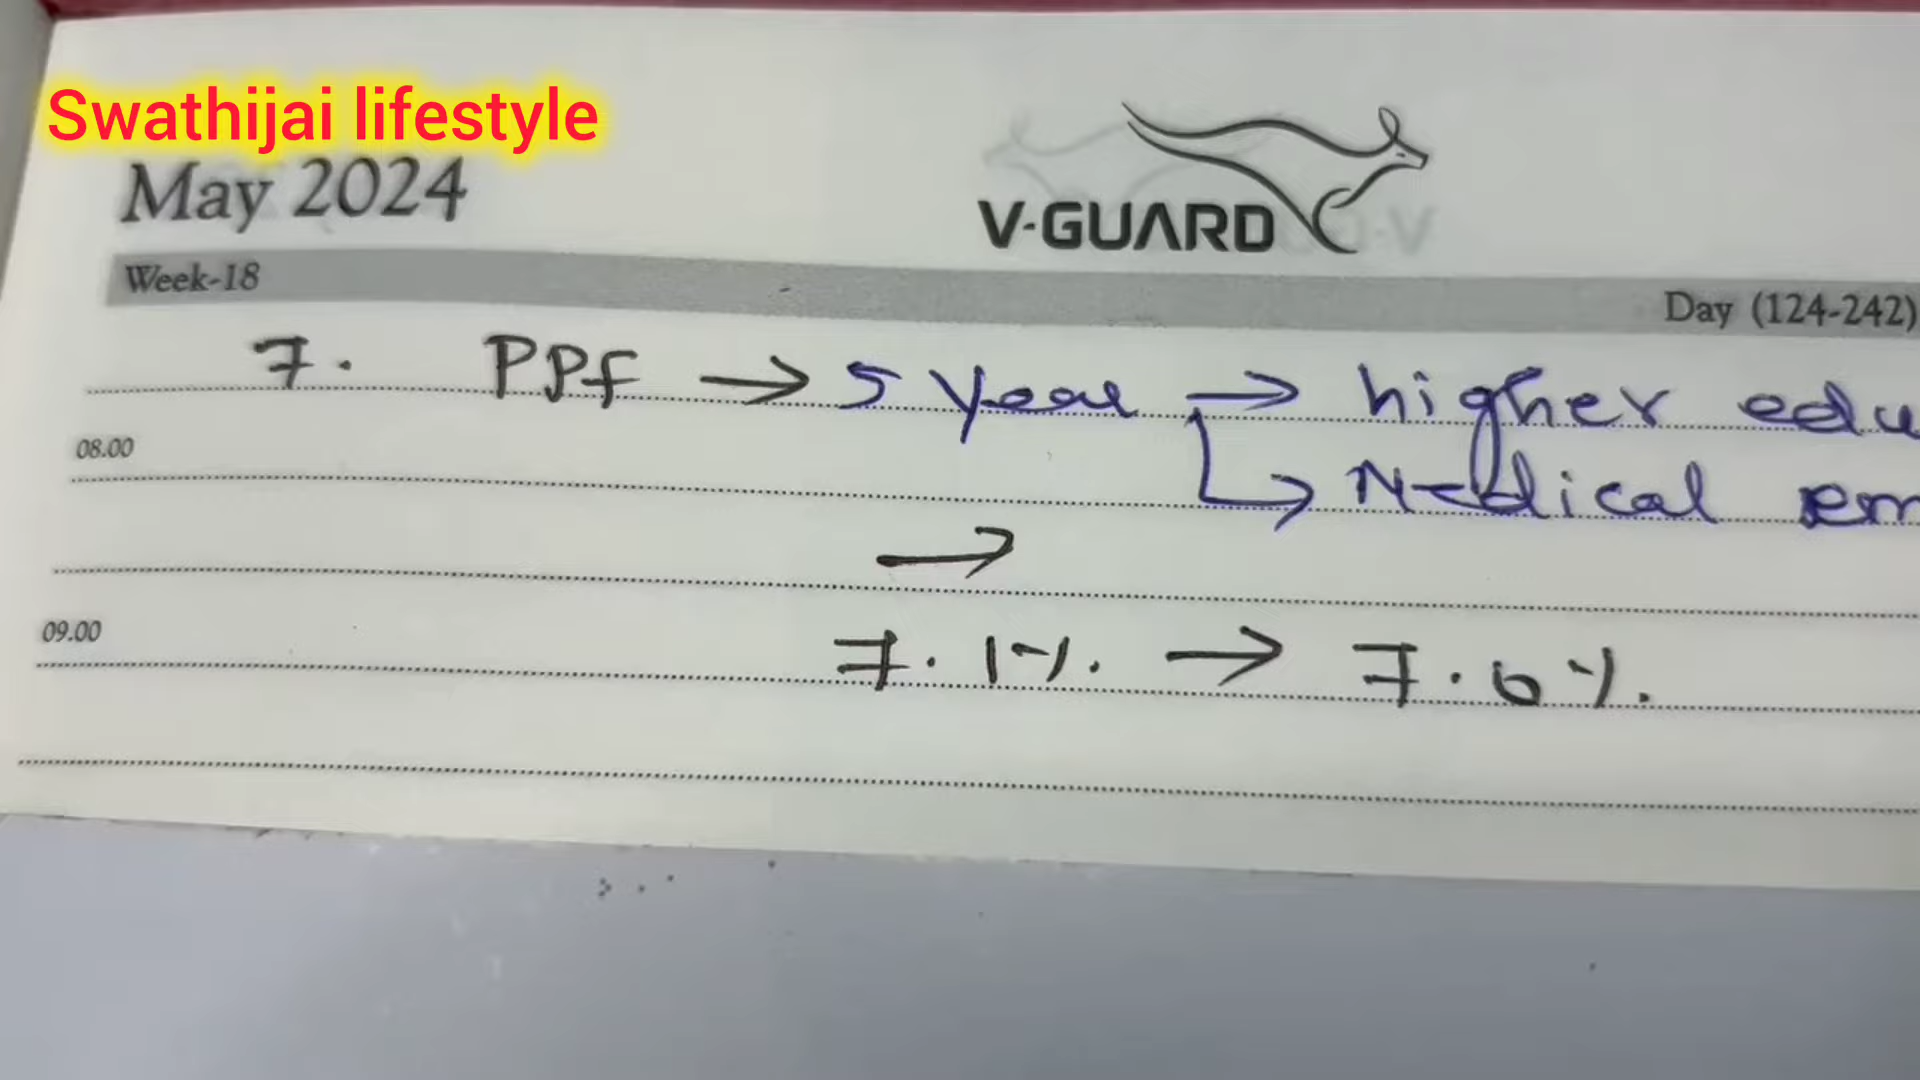 Swathijai lifestyle
May 2024
V-GUARD
Week-18
Day (124-242)
7. PPf → 5 year → higher edu
→ Medical em
→
08.00
7.1%. → 7.6%.
09.00